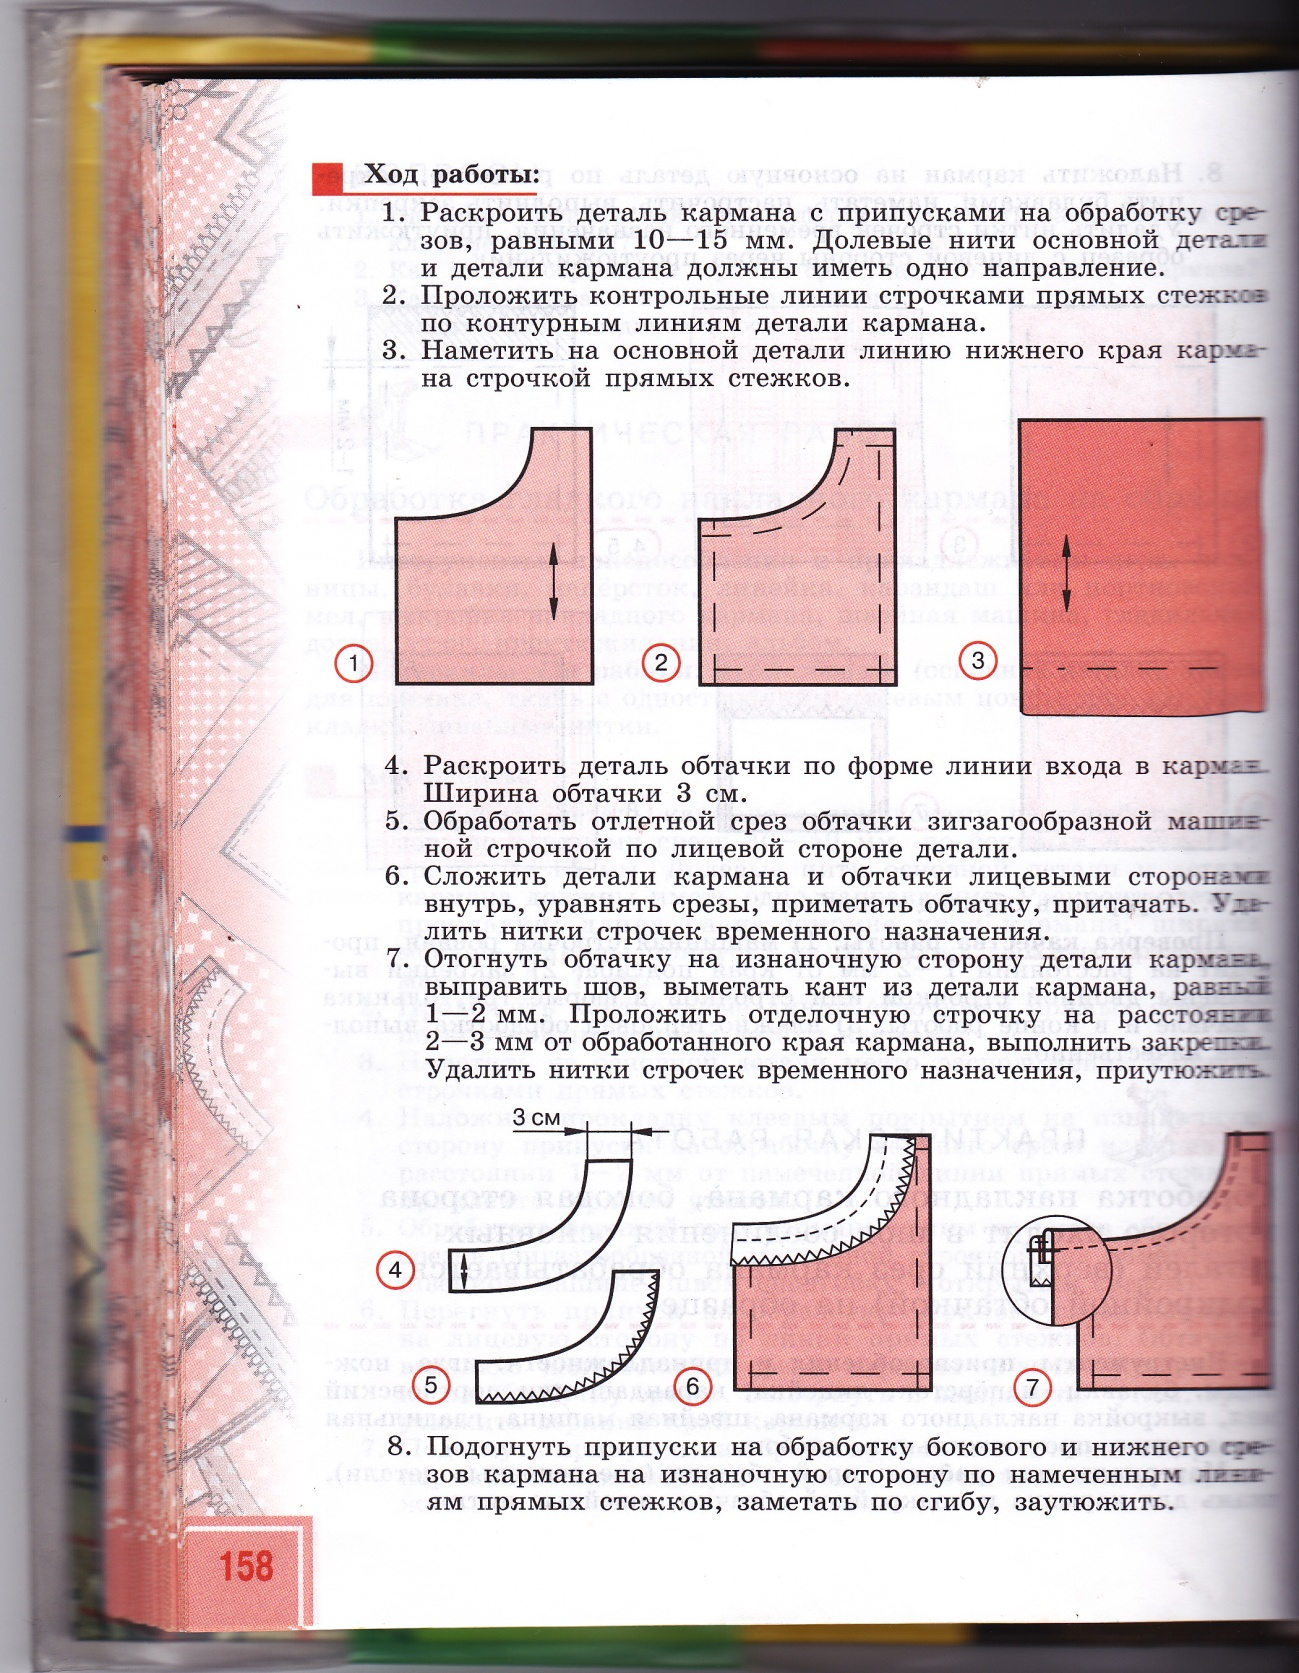 Ход работы:
1. Раскроить деталь кармана с припусками на обработку сре-
зов, равными 10—15 мм. Долевые нити основной детали
и детали кармана должны иметь одно направление.
2. Проложить контрольные линии строчками прямых стежков
по контурным линиям детали кармана.
3. Наметить на основной детали линию нижнего края карма-
на строчкой прямых стежков.
1
2
3
4. Раскроить деталь обтачки по форме линии входа в карман.
Ширина обтачки 3 см.
5. Обработать отлетной срез обтачки зигзагообразной машин-
ной строчкой по лицевой стороне детали.
6. Сложить детали кармана и обтачки лицевыми сторонами
внутрь, уравнять срезы, приметать обтачку, притачать. Уда-
лить нитки строчек временного назначения.
7. Отогнуть обтачку на изнаночную сторону детали кармана,
выправить шов, выметать кант из детали кармана, равный
1—2 мм. Проложить отделочную строчку на расстоянии
2—3 мм от обработанного края кармана, выполнить закрепки.
Удалить нитки строчек временного назначения, приутюжить.
3 см
4
5
6
7
8. Подогнуть припуски на обработку бокового и нижнего сре-
зов кармана на изнаночную сторону по намеченным лини-
ям прямых стежков, заметать по сгибу, заутюжить.
158